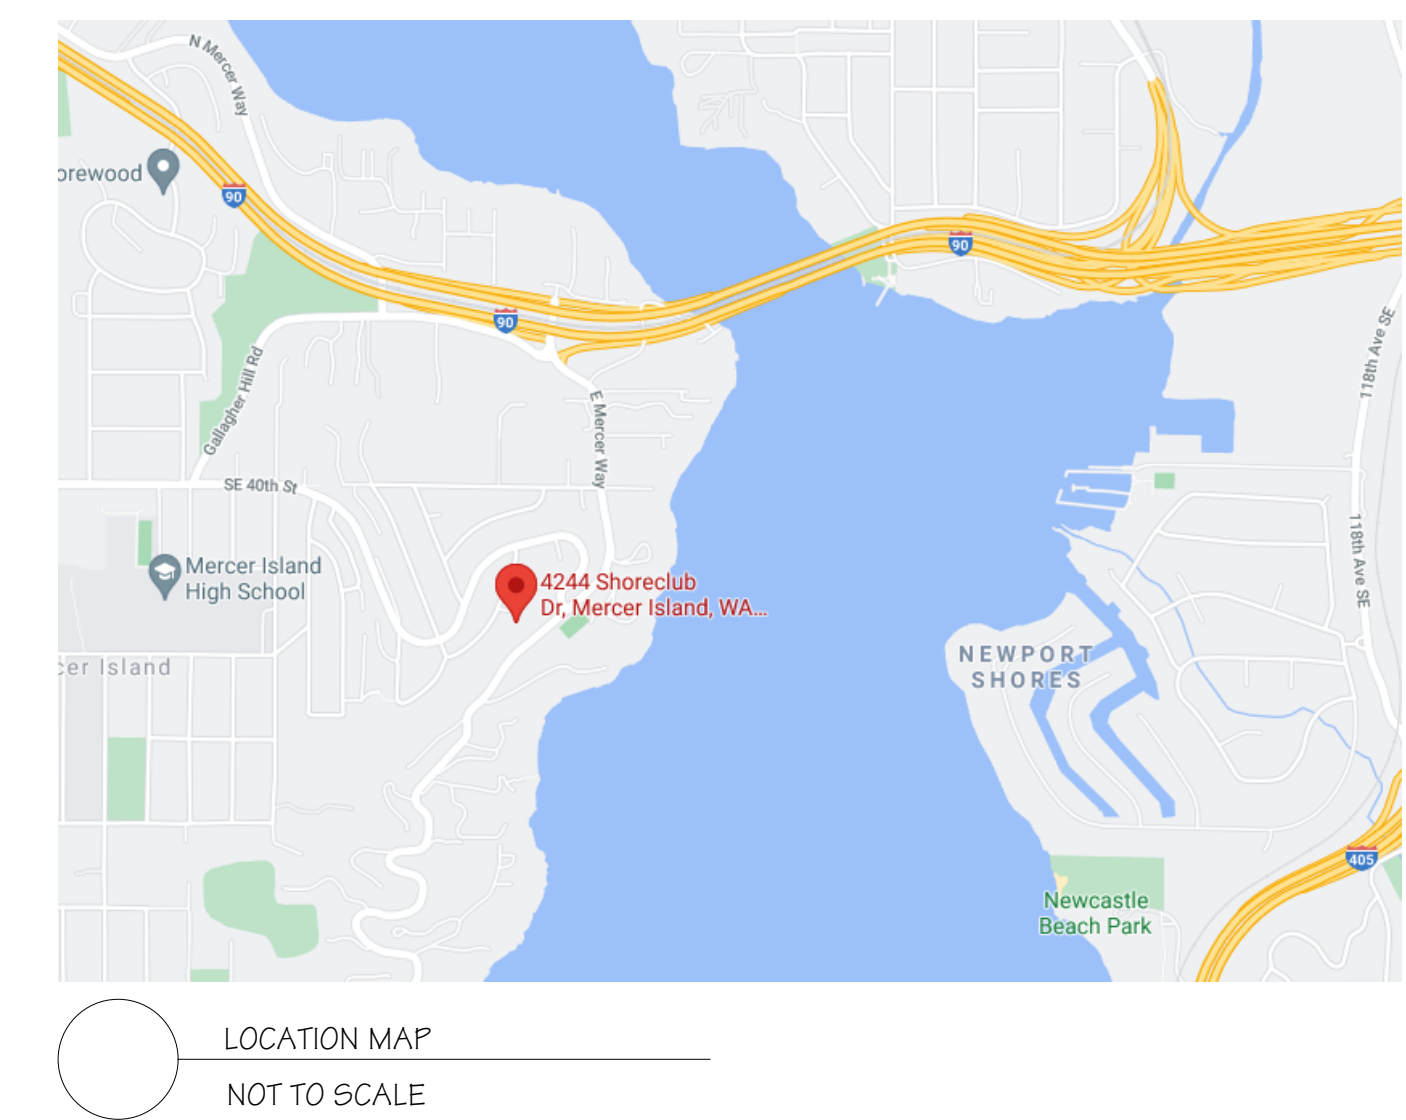 N Mercer Way
orewood
90
90
90
118th Ave SE
Gallagher Hill Rd
E Mercer Way
SE 40th St
118th Ave SE
Mercer Island
High School
4244 Shoreclub
Dr, Mercer Island, WA...
cer Island
NEWPORT
SHORES
405
Newcastle
Beach Park
LOCATION MAP
NOT TO SCALE